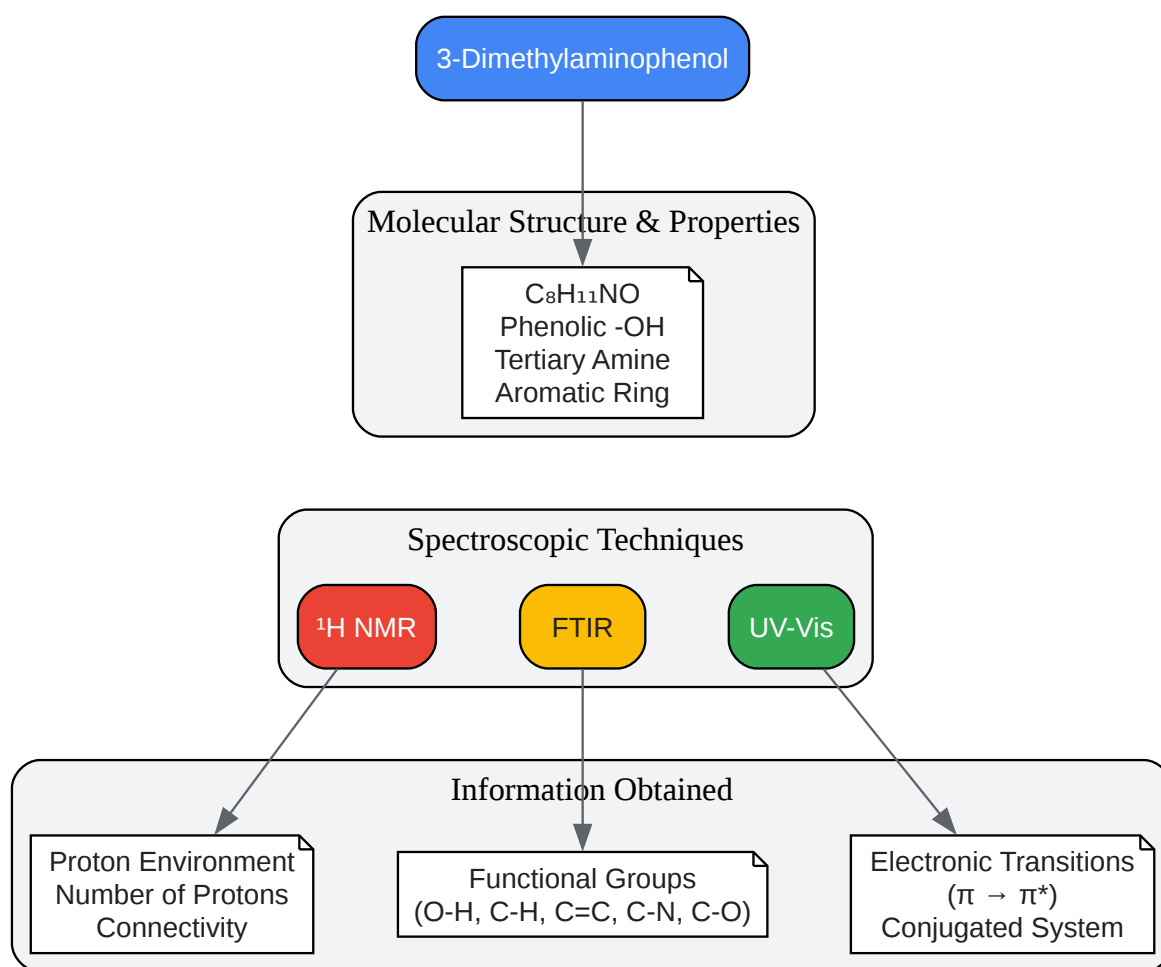 3-Dimethylaminophenol
Molecular Structure & Properties
C₈H₁₁NO
Phenolic -OH
Tertiary Amine
Aromatic Ring
Spectroscopic Techniques
¹H NMR
FTIR
UV-Vis
Information Obtained
Proton Environment
Number of Protons
Connectivity
Functional Groups
(O-H, C-H, C=C, C-N, C-O)
Electronic Transitions
(π → π*)
Conjugated System